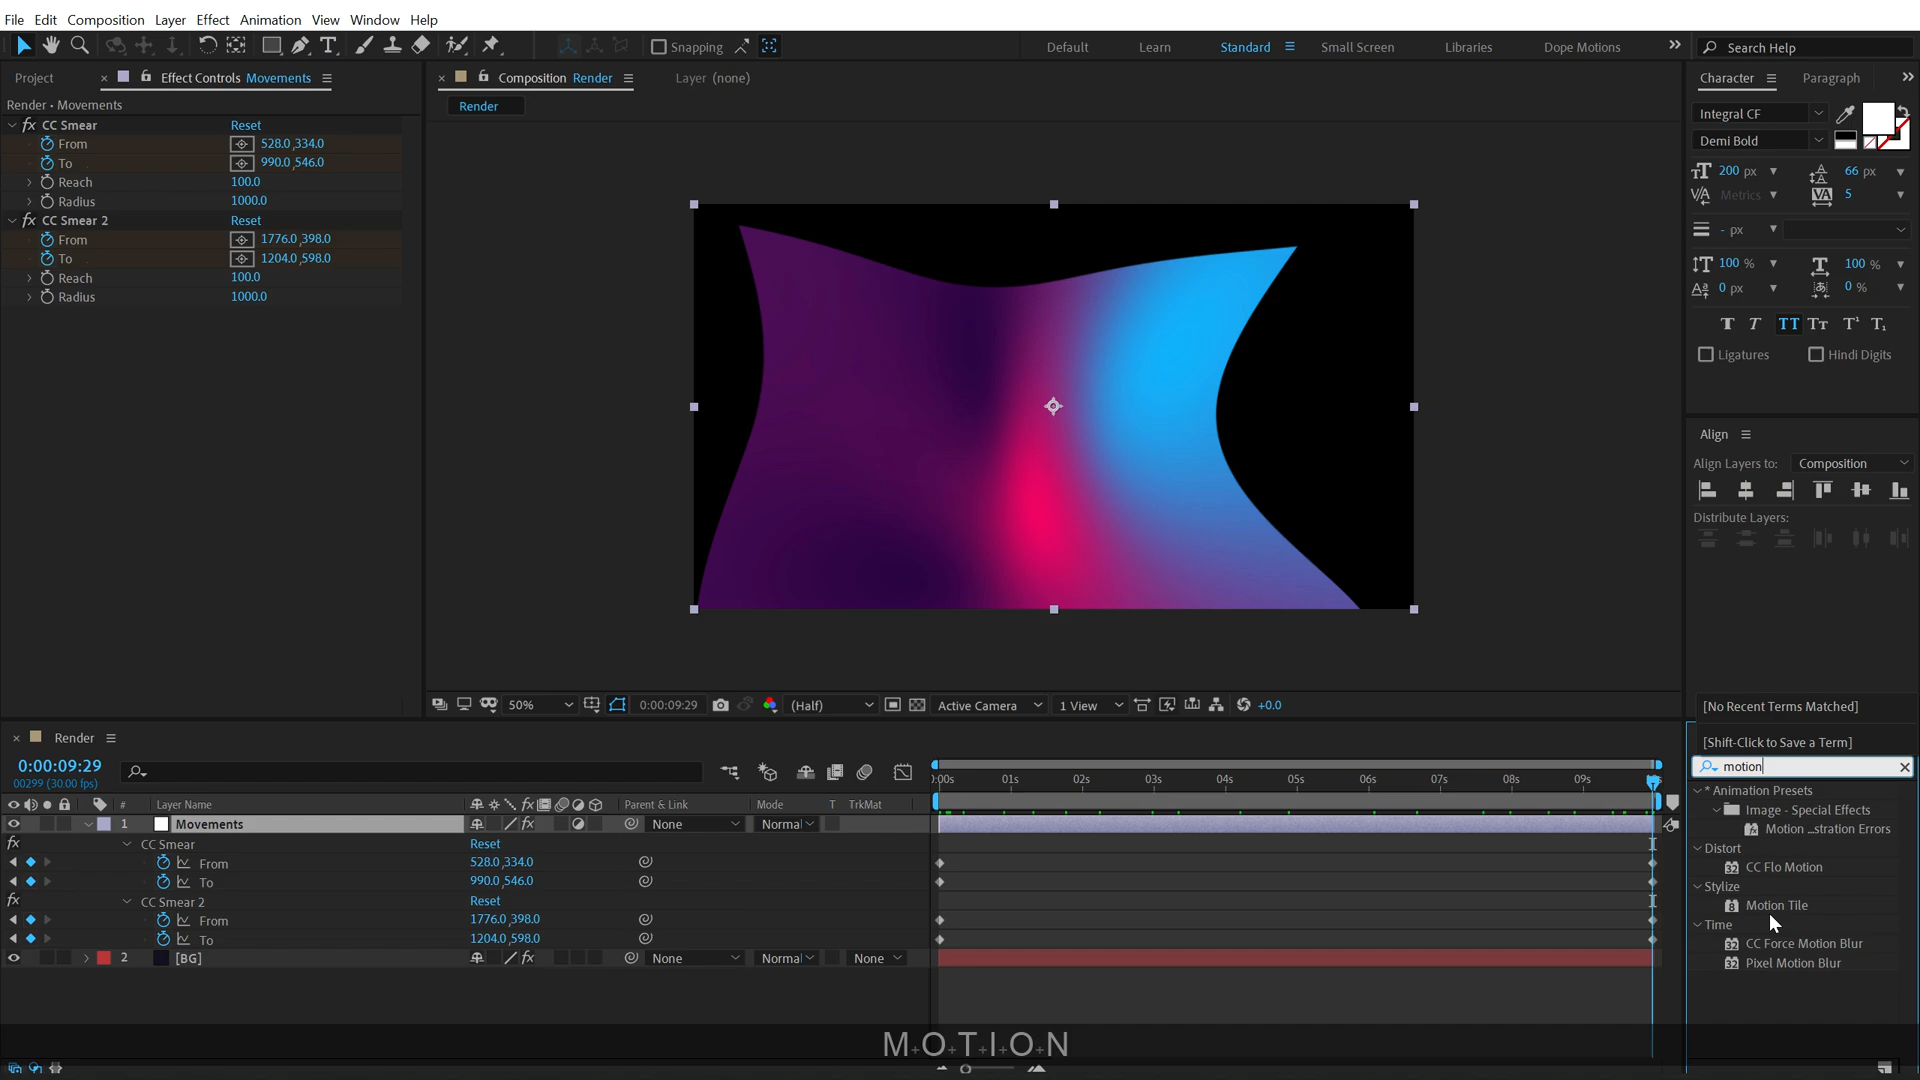 File Edit Composition Layer Effect Animation View Window Help
Snapping Default Learn Standard Small Screen Libraries Dope Motions Search Help
Project Effect Controls Movements
Composition Render Layer (none)
Character Paragraph
Render • Movements
Render
CC Smear Reset
From 528.0,334.0
To 990.0,546.0
Reach 100.0
Radius 1000.0
CC Smear 2 Reset
From 1776.0,398.0
To 1204.0,598.0
Reach 100.0
Radius 1000.0
Integral CF
Demi Bold
200 px 66 px
Metrics 5
- px
100 % 100 %
0 px 0 %
Ligatures Hindi Digits
Align
Align Layers to: Composition
Distribute Layers:
50% 0:00:09:29 (Half) Active Camera 1 View +0.0
[No Recent Terms Matched]
[Shift-Click to Save a Term]
motion
* Animation Presets
Image - Special Effects
Motion ...stration Errors
Distort
CC Flo Motion
Stylize
Motion Tile
Time
CC Force Motion Blur
Pixel Motion Blur
Render
0:00:09:29
00299 (30.00 fps)
):00s 01s 02s 03s 04s 05s 06s 07s 08s 09s
# Layer Name Parent & Link Mode T TrkMat
1 Movements None Normal
CC Smear Reset
From 528.0,334.0
To 990.0,546.0
CC Smear 2 Reset
From 1776.0,398.0
To 1204.0,598.0
2 [BG] None Normal None
M+O+T+I+O+N